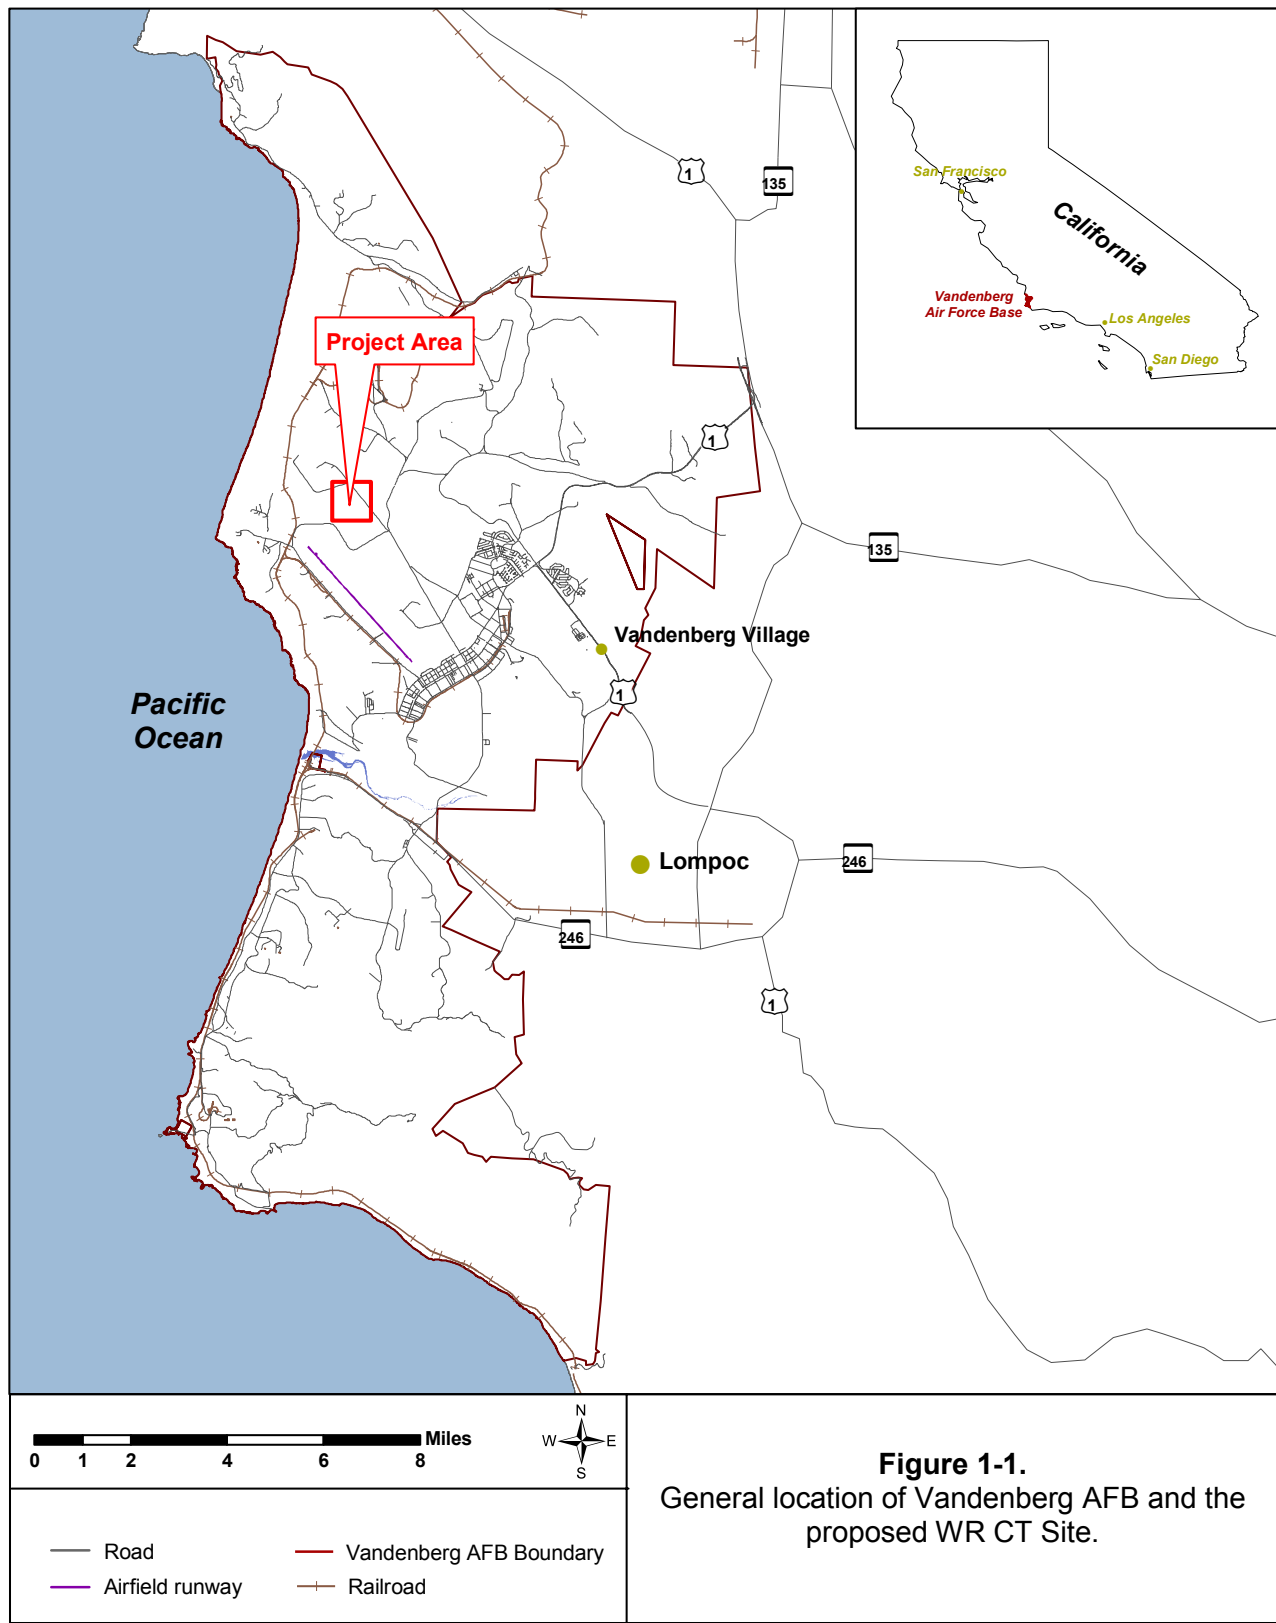 1
135
San Francisco
California
Vandenberg
Air Force Base
Los Angeles
San Diego
Project Area
1
135
Vandenberg Village
1
Pacific
Ocean
Lompoc
246
246
1
Miles
0 1 2 4 6 8
N
W E
S
Road
Airfield runway
Vandenberg AFB Boundary
Railroad
Figure 1-1.
General location of Vandenberg AFB and the
proposed WR CT Site.